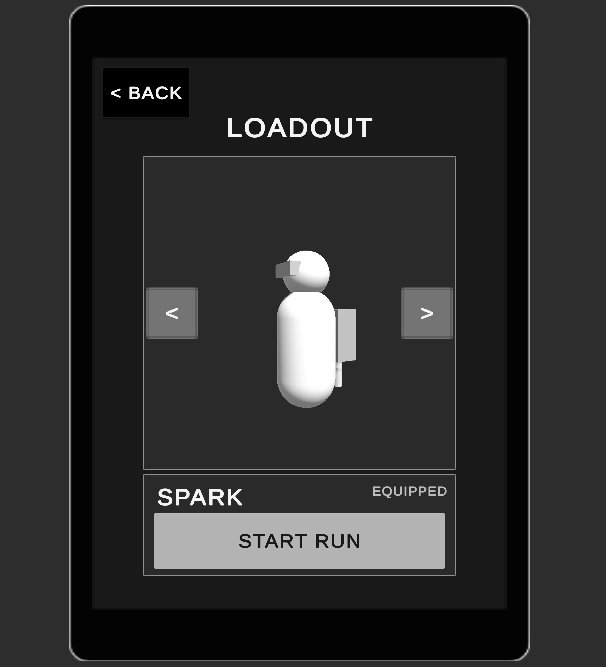 < BACK
LOADOUT
<
>
SPARK
EQUIPPED
START RUN